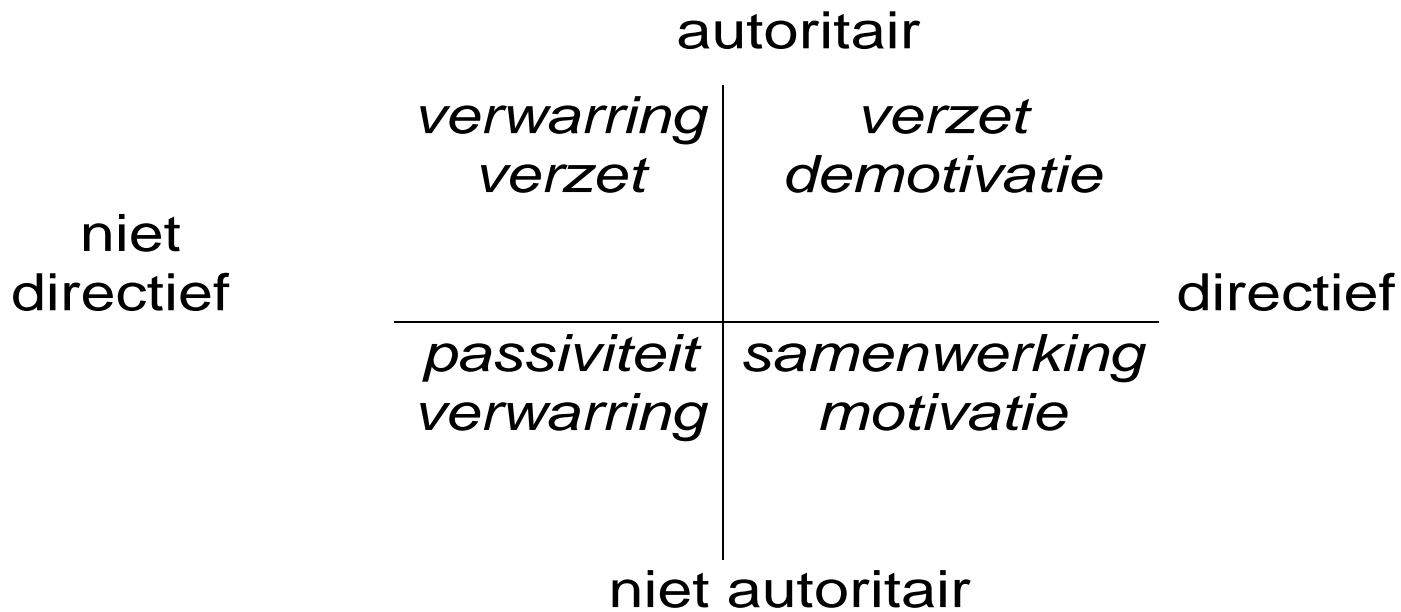 autoritair
verwarring
verzet
verzet
demotivatie
niet
directief
directief
passiviteit
verwarring
samenwerking
motivatie
niet autoritair